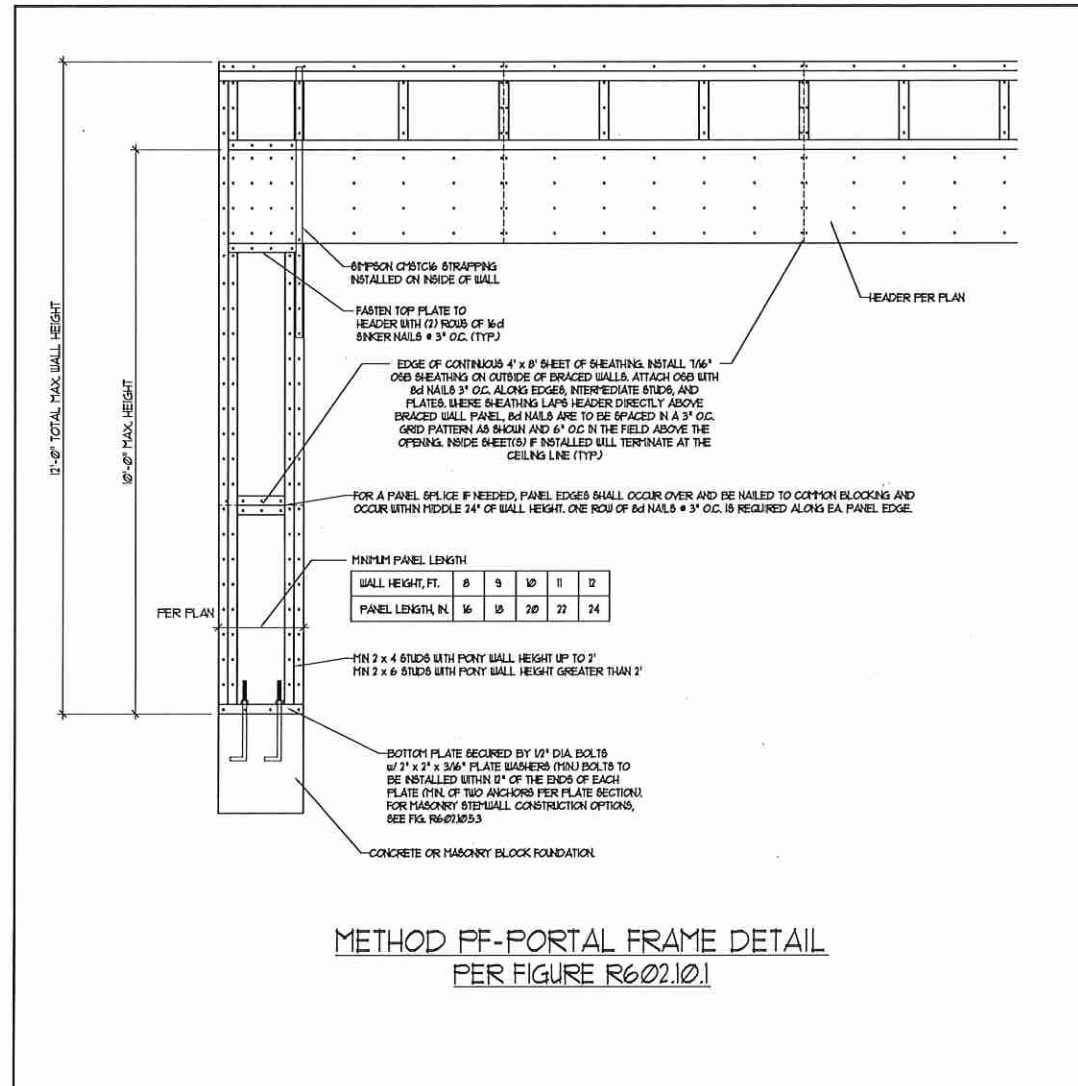 12'-0" TOTAL MAX. WALL HEIGHT
10'-0" MAX. HEIGHT
SIMPSON CMSTC16 STRAPPING
INSTALLED ON INSIDE OF WALL
HEADER PER PLAN
FASTEN TOP PLATE TO
HEADER WITH (2) ROWS OF 16d
SINKER NAILS @ 3" O.C. (TYP.)
EDGE OF CONTINUOUS 4' x 8' SHEET OF SHEATHING. INSTALL 7/16"
OSB SHEATHING ON OUTSIDE OF BRACED WALLS. ATTACH OSB WITH
8d NAILS 3" O.C. ALONG EDGES, INTERMEDIATE STUDS, AND
PLATES. WHERE SHEATHING LAPS HEADER DIRECTLY ABOVE
BRACED WALL PANEL, 8d NAILS ARE TO BE SPACED IN A 3" O.C.
GRID PATTERN AS SHOWN AND 6" O.C IN THE FIELD ABOVE THE
OPENING. INSIDE SHEET(S) IF INSTALLED WILL TERMINATE AT THE
CEILING LINE (TYP.)
FOR A PANEL SPLICE IF NEEDED, PANEL EDGES SHALL OCCUR OVER AND BE NAILED TO COMMON BLOCKING AND
OCCUR WITHIN MIDDLE 24" OF WALL HEIGHT. ONE ROW OF 8d NAILS @ 3" O.C. IS REQUIRED ALONG EA. PANEL EDGE.
MINIMUM PANEL LENGTH
WALL HEIGHT, FT. 8 9 10 11 12
PANEL LENGTH, IN. 16 18 20 22 24
PER PLAN
MIN 2 x 4 STUDS WITH PONY WALL HEIGHT UP TO 2'
MIN 2 x 6 STUDS WITH PONY WALL HEIGHT GREATER THAN 2'
BOTTOM PLATE SECURED BY 1/2" DIA. BOLTS
w/ 2" x 2" x 3/16" PLATE WASHERS (MIN.) BOLTS TO
BE INSTALLED WITHIN 12" OF THE ENDS OF EACH
PLATE (MIN. OF TWO ANCHORS PER PLATE SECTION).
FOR MASONRY STEMWALL CONSTRUCTION OPTIONS,
SEE FIG. R602.10.5.3
CONCRETE OR MASONRY BLOCK FOUNDATION.
METHOD PF-PORTAL FRAME DETAIL
PER FIGURE R602.10.1